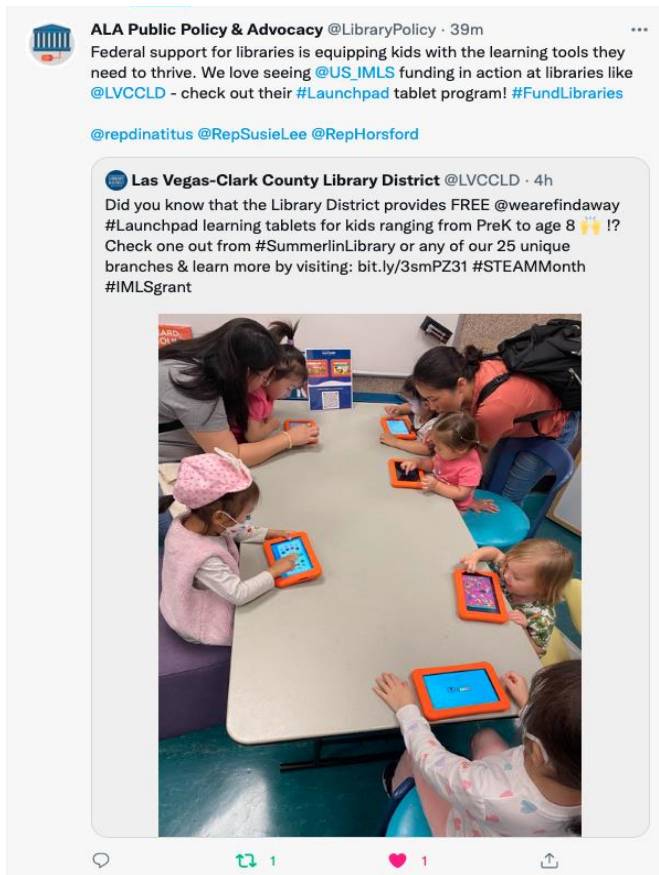 ALA Public Policy & Advocacy @LibraryPolicy · 39m
Federal support for libraries is equipping kids with the learning tools they
need to thrive. We love seeing @US_IMLS funding in action at libraries like
@LVCCLD - check out their #Launchpad tablet program! #FundLibraries
@repdinatitus @RepSusieLee @RepHorsford
Las Vegas-Clark County Library District @LVCCLD · 4h
Did you know that the Library District provides FREE @wearefindaway
#Launchpad learning tablets for kids ranging from PreK to age 8 🙌 !?
Check one out from #SummerlinLibrary or any of our 25 unique
branches & learn more by visiting: bit.ly/3smPZ31 #STEAMMonth
#IMLSgrant
1
1